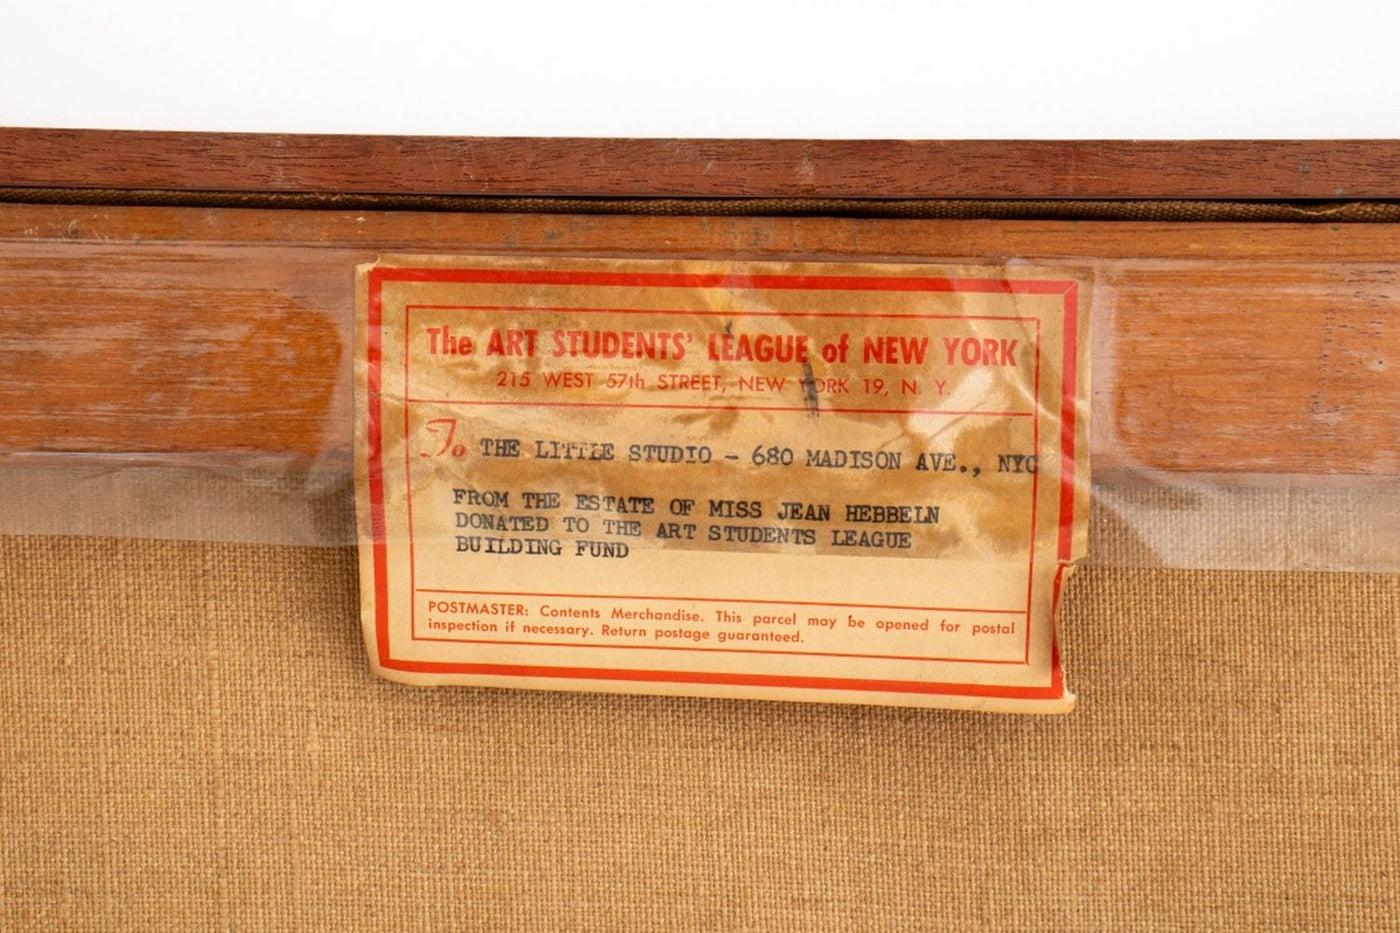 The ART STUDENTS' LEAGUE of NEW YORK
215 WEST 57th STREET, NEW YORK 19, N. Y.
To THE LITTLE STUDIO - 680 MADISON AVE., NYC
FROM THE ESTATE OF MISS JEAN HEBBELN
DONATED TO THE ART STUDENTS LEAGUE
BUILDING FUND
POSTMASTER: Contents Merchandise. This parcel may be opened for postal
inspection if necessary. Return postage guaranteed.